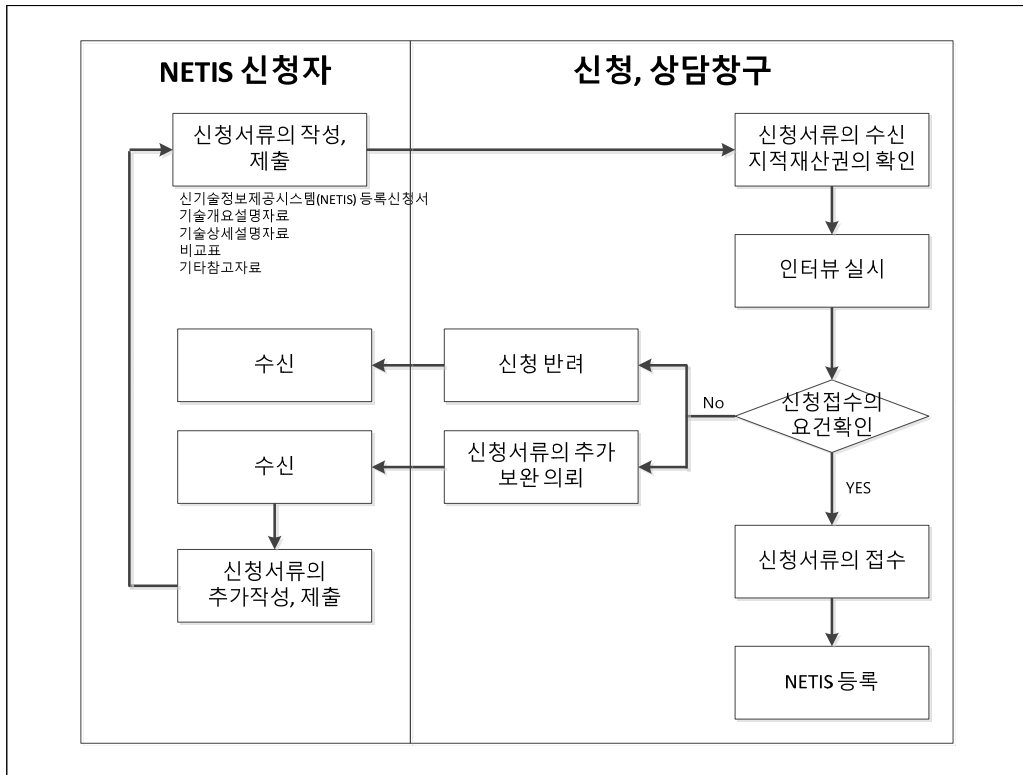 NETIS 신청자
신청, 상담창구
신청서류의 작성,
제출
신기술정보제공시스템(NETIS) 등록신청서
기술개요설명자료
기술상세설명자료
비교표
기타참고자료
신청서류의 수신
지적재산권의 확인
인터뷰 실시
수신
신청 반려
No
신청접수의
요건확인
수신
신청서류의 추가
보완 의뢰
YES
신청서류의
추가작성, 제출
신청서류의 접수
NETIS 등록